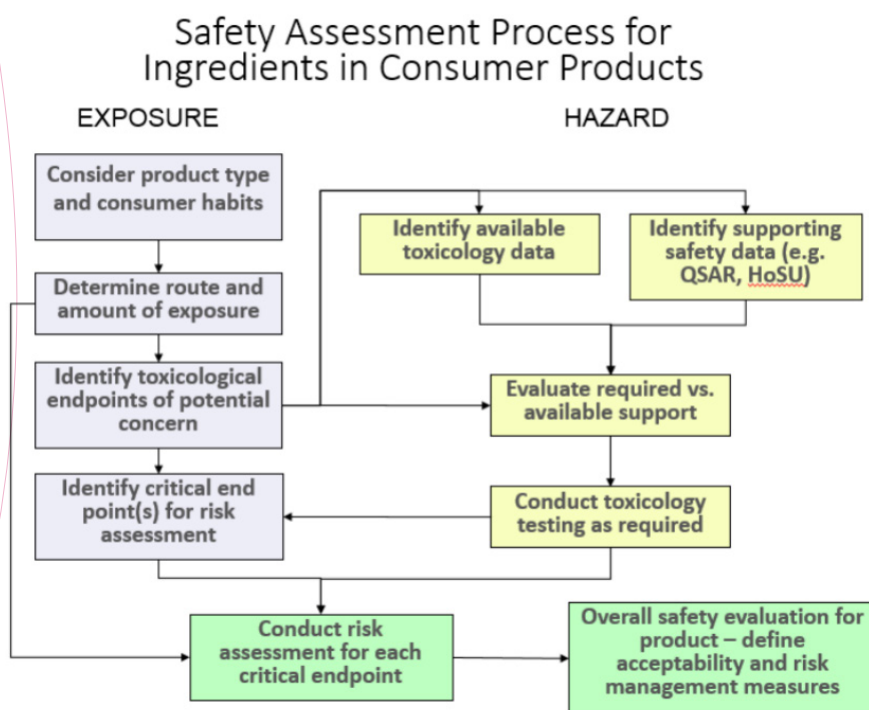 Safety Assessment Process for
Ingredients in Consumer Products
EXPOSURE
HAZARD
Consider product type
and consumer habits
Determine route and
amount of exposure
Identify toxicological
endpoints of potential
concern
Identify critical end
point(s) for risk
assessment
Identify available
toxicology data
Identify supporting
safety data (e.g.
QSAR, HoSU)
Evaluate required vs.
available support
Conduct toxicology
testing as required
Conduct risk
assessment for each
critical endpoint
Overall safety evaluation for
product – define
acceptability and risk
management measures